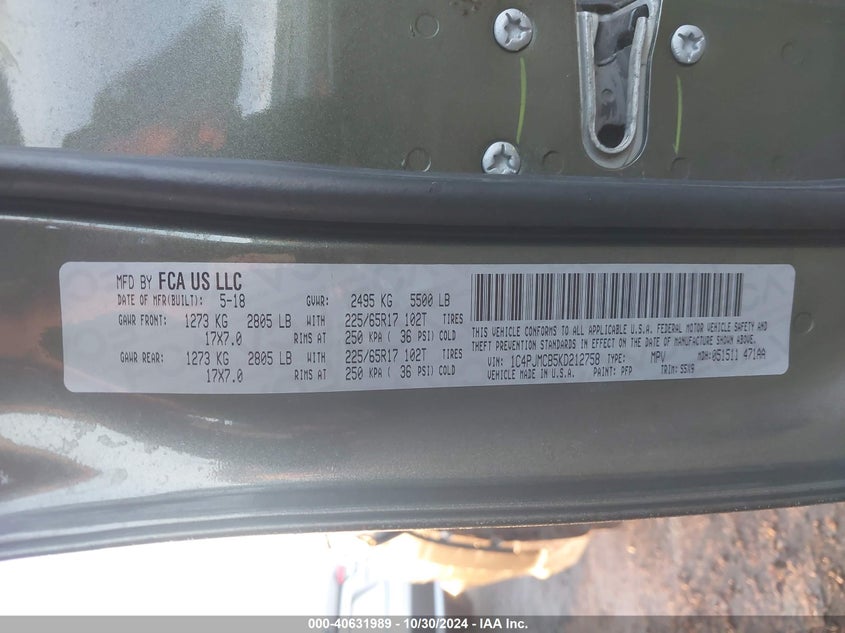 MFD BY FCA US LLC
DATE OF MFR(BUILT): 5-18 GVWR: 2495 KG 5500 LB
GAWR FRONT: 1273 KG 2805 LB WITH 225/65R17 102T TIRES
17X7.0 RIMS AT 250 KPA ( 36 PSI) COLD
GAWR REAR: 1273 KG 2805 LB WITH 225/65R17 102T TIRES
17X7.0 RIMS AT 250 KPA ( 36 PSI) COLD
THIS VEHICLE CONFORMS TO ALL APPLICABLE U.S.A. FEDERAL MOTOR VEHICLE SAFETY AND
THEFT PREVENTION STANDARDS IN EFFECT ON THE DATE OF MANUFACTURE SHOWN ABOVE.
VIN: 1C4PJMCB5KD212758 TYPE: MPV MDH: 051511 471AA
VEHICLE MADE IN U.S.A. PAINT: PFP TRIM: S5X9
000-40631989 - 10/30/2024 - IAA Inc.